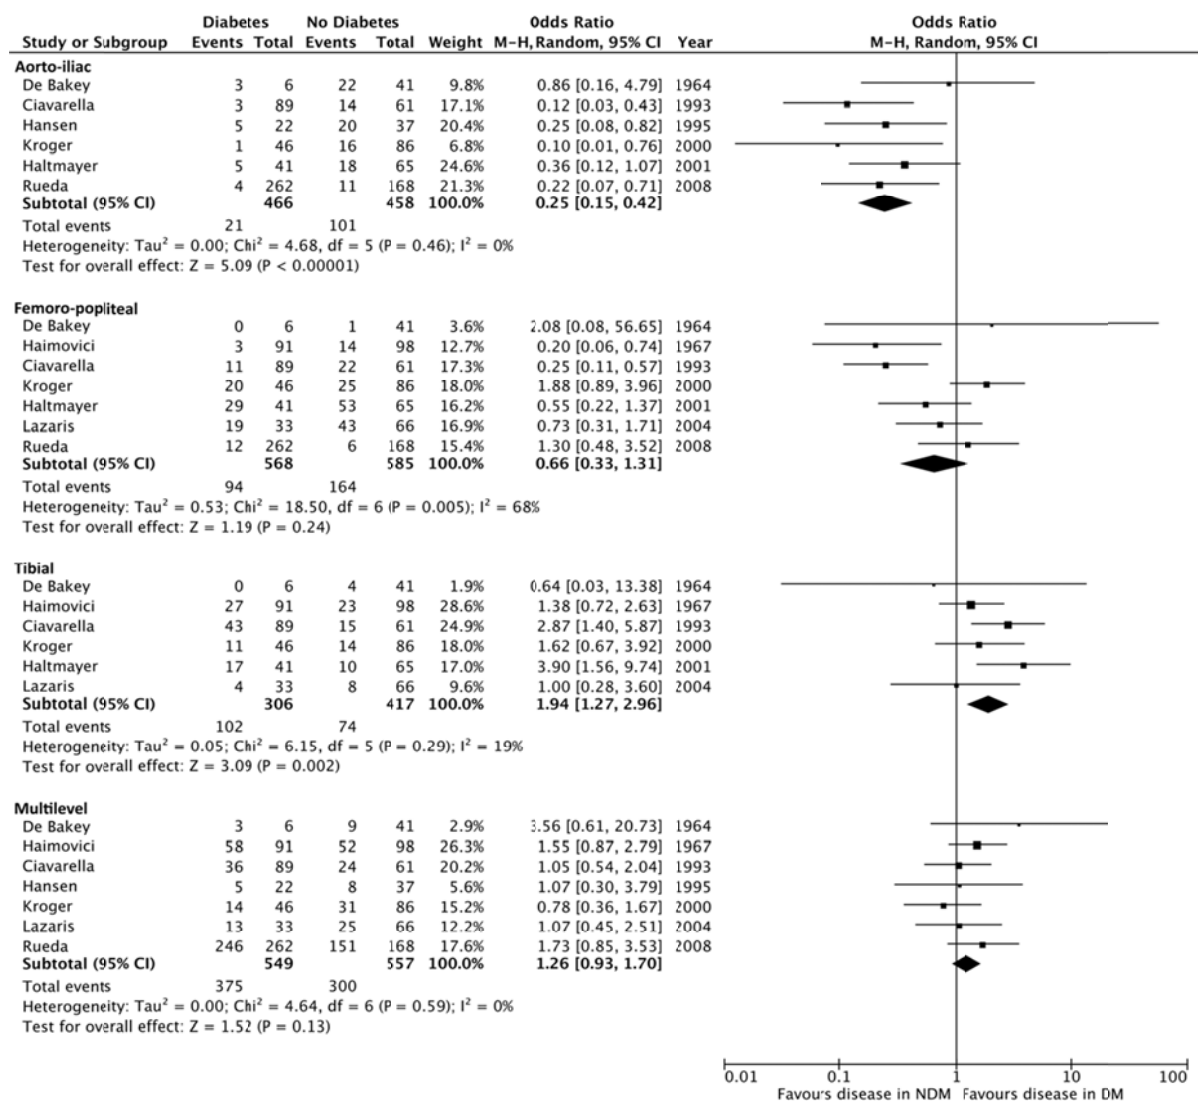 Diabetes No Diabetes Odds Ratio Odds Ratio
Study or Subgroup Events Total Events Total Weight M-H, Random, 95% CI Year M-H, Random, 95% CI
Aorto-iliac
De Bakey 3 6 22 41 9.8% 0.86 [0.16, 4.79] 1964
Ciavarella 3 89 14 61 17.1% 0.12 [0.03, 0.43] 1993
Hansen 5 22 20 37 20.4% 0.25 [0.08, 0.82] 1995
Kroger 1 46 16 86 6.8% 0.10 [0.01, 0.76] 2000
Haltmayer 5 41 18 65 24.6% 0.36 [0.12, 1.07] 2001
Rueda 4 262 11 168 21.3% 0.22 [0.07, 0.71] 2008
Subtotal (95% CI) 466 458 100.0% 0.25 [0.15, 0.42]
Total events 21 101
Heterogeneity: Tau² = 0.00; Chi² = 4.68, df = 5 (P = 0.46); I² = 0%
Test for overall effect: Z = 5.09 (P < 0.00001)
Femoro-popliteal
De Bakey 0 6 1 41 3.6% 2.08 [0.08, 56.65] 1964
Haimovici 3 91 14 98 12.7% 0.20 [0.06, 0.74] 1967
Ciavarella 11 89 22 61 17.3% 0.25 [0.11, 0.57] 1993
Kroger 20 46 25 86 18.0% 1.88 [0.89, 3.96] 2000
Haltmayer 29 41 53 65 16.2% 0.55 [0.22, 1.37] 2001
Lazaris 19 33 43 66 16.9% 0.73 [0.31, 1.71] 2004
Rueda 12 262 6 168 15.4% 1.30 [0.48, 3.52] 2008
Subtotal (95% CI) 568 585 100.0% 0.66 [0.33, 1.31]
Total events 94 164
Heterogeneity: Tau² = 0.53; Chi² = 18.50, df = 6 (P = 0.005); I² = 68%
Test for overall effect: Z = 1.19 (P = 0.24)
Tibial
De Bakey 0 6 4 41 1.9% 0.64 [0.03, 13.38] 1964
Haimovici 27 91 23 98 28.6% 1.38 [0.72, 2.63] 1967
Ciavarella 43 89 15 61 24.9% 2.87 [1.40, 5.87] 1993
Kroger 11 46 14 86 18.0% 1.62 [0.67, 3.92] 2000
Haltmayer 17 41 10 65 17.0% 3.90 [1.56, 9.74] 2001
Lazaris 4 33 8 66 9.6% 1.00 [0.28, 3.60] 2004
Subtotal (95% CI) 306 417 100.0% 1.94 [1.27, 2.96]
Total events 102 74
Heterogeneity: Tau² = 0.05; Chi² = 6.15, df = 5 (P = 0.29); I² = 19%
Test for overall effect: Z = 3.09 (P = 0.002)
Multilevel
De Bakey 3 6 9 41 2.9% 3.56 [0.61, 20.73] 1964
Haimovici 58 91 52 98 26.3% 1.55 [0.87, 2.79] 1967
Ciavarella 36 89 24 61 20.2% 1.05 [0.54, 2.04] 1993
Hansen 5 22 8 37 5.6% 1.07 [0.30, 3.79] 1995
Kroger 14 46 31 86 15.2% 0.78 [0.36, 1.67] 2000
Lazaris 13 33 25 66 12.2% 1.07 [0.45, 2.51] 2004
Rueda 246 262 151 168 17.6% 1.73 [0.85, 3.53] 2008
Subtotal (95% CI) 549 557 100.0% 1.26 [0.93, 1.70]
Total events 375 300
Heterogeneity: Tau² = 0.00; Chi² = 4.64, df = 6 (P = 0.59); I² = 0%
Test for overall effect: Z = 1.52 (P = 0.13)
0.01 0.1 1 10 100
Favours disease in NDM Favours disease in DM